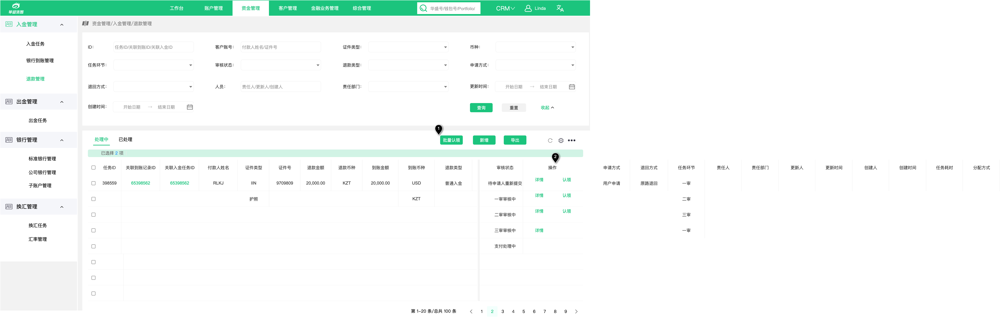 華盛集團
工作台 账户管理 资金管理 客户管理 金融业务管理 综合管理 华盛号/钱包号/Portfolio/ CRM Linda
入金管理
入金任务
银行到账管理
退款管理
出金管理
出金任务
银行管理
标准银行管理
公司银行管理
子账户管理
换汇管理
换汇任务
汇率管理
资金管理/入金管理/退款管理
ID: 任务ID/关联到账ID/关联入金ID 客户账号: 付款人姓名/证件号 证件类型: 币种:
任务环节: 审核状态: 退款类型: 申请方式:
退回方式: 人员: 责任人/更新人/创建人 责任部门: 更新时间: 开始日期 → 结束日期
创建时间: 开始日期 → 结束日期 查询 重置 收起
1
处理中 已处理 批量认领 新增 导出
已选择 2 项
2
任务ID 关联到账记录ID 关联入金任务ID 付款人姓名 证件类型 证件号 退款金额 退款币种 到账金额 到账币种 退款类型 审核状态 操作 申请方式 退回方式 任务环节 责任人 责任部门 更新人 更新时间 创建人 创建时间 任务耗时 分配方式
398559 65398562 65398562 RLKJ IIN 9709809 20,000.00 KZT 20,000.00 USD 普通入金 待申请人重新提交 详情 认领 用户申请 原路退回 一审
护照 KZT 一审审核中 详情 认领 二审
二审审核中 详情 认领 三审
三审审核中 详情 一审
支付处理中
第 1-20 条/总共 100 条 1 2 3 4 5 6 7 8 9